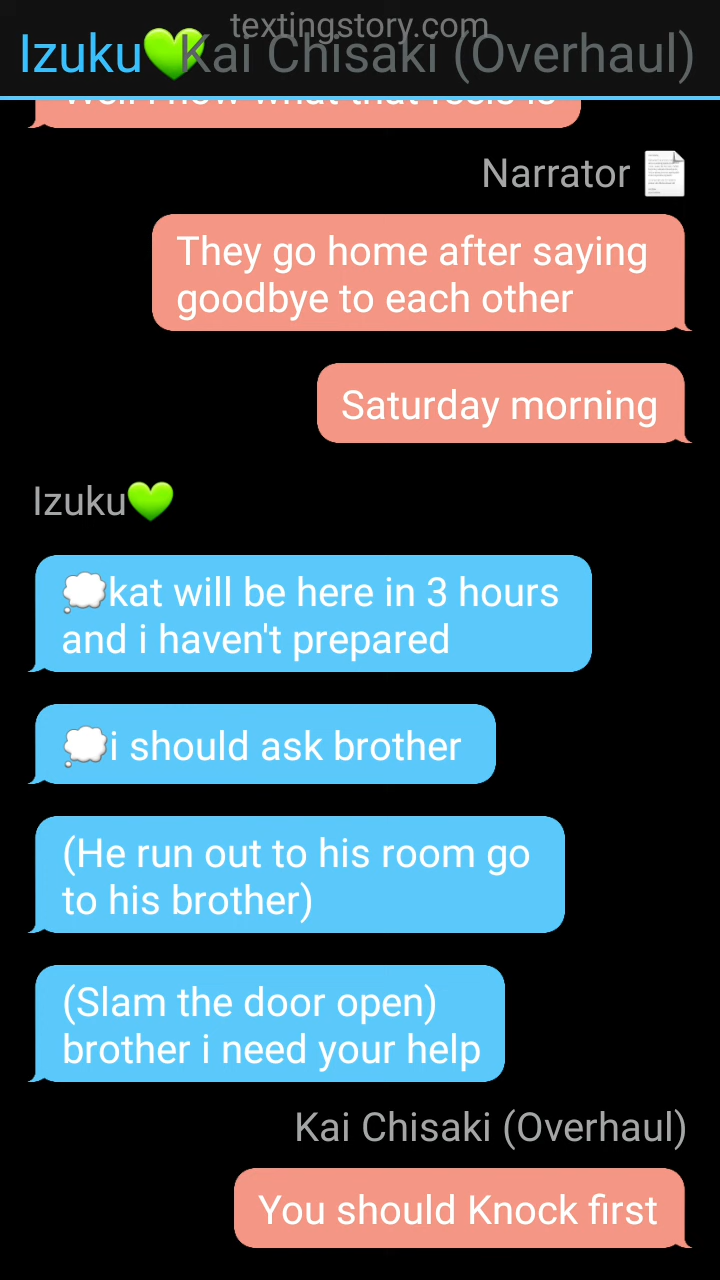 textingstory.com
Izuku💚 Kai Chisaki (Overhaul)
Narrator 📄
They go home after saying
goodbye to each other
Saturday morning
Izuku💚
💭kat will be here in 3 hours
and i haven't prepared
💭i should ask brother
(He run out to his room go
to his brother)
(Slam the door open)
brother i need your help
Kai Chisaki (Overhaul)
You should Knock first